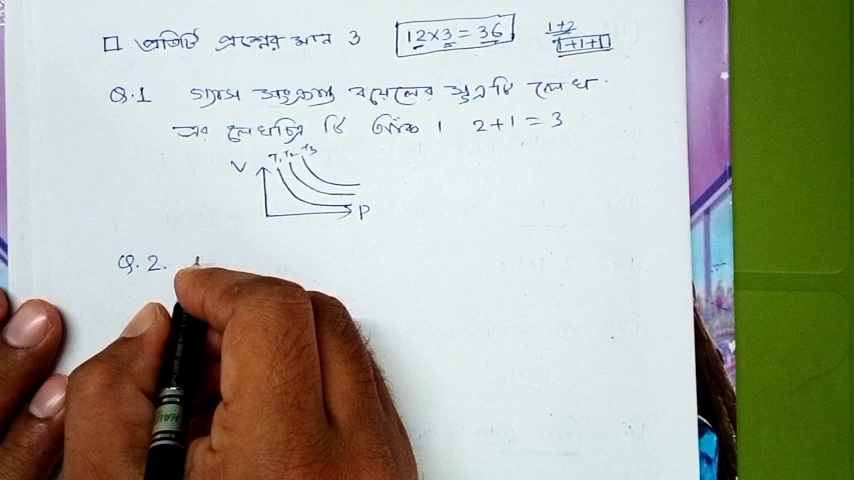 □ প্রতিটি প্রশ্নের মান 3 12×3=36 1+2
1+1+1
Q.1 গ্যাস সংক্রান্ত বয়েলের সূত্রটি লেখ.
এর লেখচিত্র টি আঁক। 2+1=3
V T₁ T₂ T₃
P
Q.2.